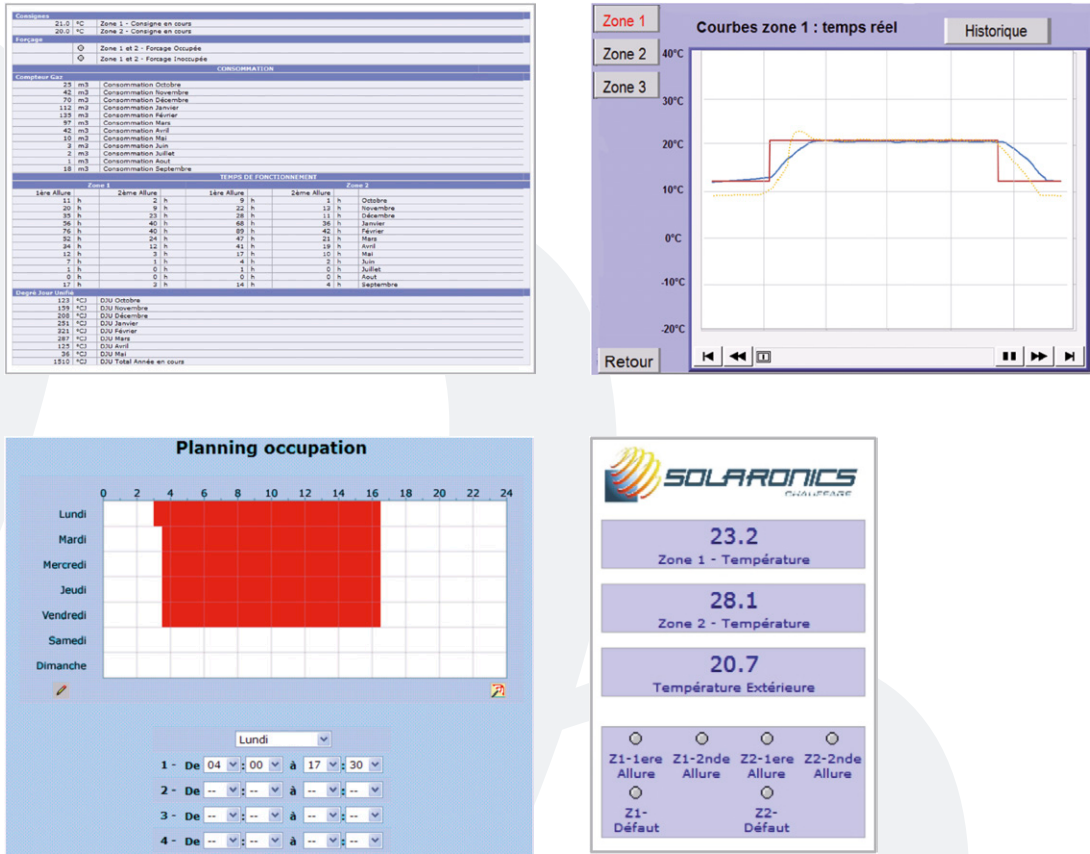 Consignes
21.0 °C Zone 1 - Consigne en cours
20.0 °C Zone 2 - Consigne en cours
Forçage
Zone 1 et 2 - Forcage Occupée
Zone 1 et 2 - Forcage Inoccupée
CONSOMMATION
Compteur Gaz
25 m3 Consommation Octobre
42 m3 Consommation Novembre
70 m3 Consommation Décembre
112 m3 Consommation Janvier
135 m3 Consommation Février
97 m3 Consommation Mars
42 m3 Consommation Avril
10 m3 Consommation Mai
3 m3 Consommation Juin
2 m3 Consommation Juillet
1 m3 Consommation Aout
18 m3 Consommation Septembre
TEMPS DE FONCTIONNEMENT
Zone 1 Zone 2
1ère Allure 2ème Allure 1ère Allure 2ème Allure
11 h 2 h 9 h 1 h Octobre
20 h 9 h 22 h 13 h Novembre
35 h 23 h 28 h 11 h Décembre
56 h 40 h 68 h 36 h Janvier
76 h 40 h 89 h 42 h Février
52 h 24 h 47 h 21 h Mars
34 h 12 h 41 h 19 h Avril
12 h 3 h 17 h 10 h Mai
7 h 1 h 4 h 2 h Juin
1 h 0 h 1 h 0 h Juillet
0 h 0 h 0 h 0 h Aout
17 h 3 h 14 h 4 h Septembre
Degré Jour Unifié
123 °CJ DJU Octobre
159 °CJ DJU Novembre
208 °CJ DJU Décembre
251 °CJ DJU Janvier
321 °CJ DJU Février
287 °CJ DJU Mars
125 °CJ DJU Avril
36 °CJ DJU Mai
1510 °CJ DJU Total Année en cours
Zone 1
Zone 2
Zone 3
Courbes zone 1 : temps réel
Historique
40°C
30°C
20°C
10°C
0°C
-10°C
-20°C
Retour
Planning occupation
0 2 4 6 8 10 12 14 16 18 20 22 24
Lundi
Mardi
Mercredi
Jeudi
Vendredi
Samedi
Dimanche
Lundi
1 - De 04 : 00 à 17 : 30
2 - De -- : -- à -- : --
3 - De -- : -- à -- : --
4 - De -- : -- à -- : --
SOLARONICS
CHAUFFAGE
23.2
Zone 1 - Température
28.1
Zone 2 - Température
20.7
Température Extérieure
Z1-1ere Z1-2nde Z2-1ere Z2-2nde
Allure Allure Allure Allure
Z1- Z2-
Défaut Défaut